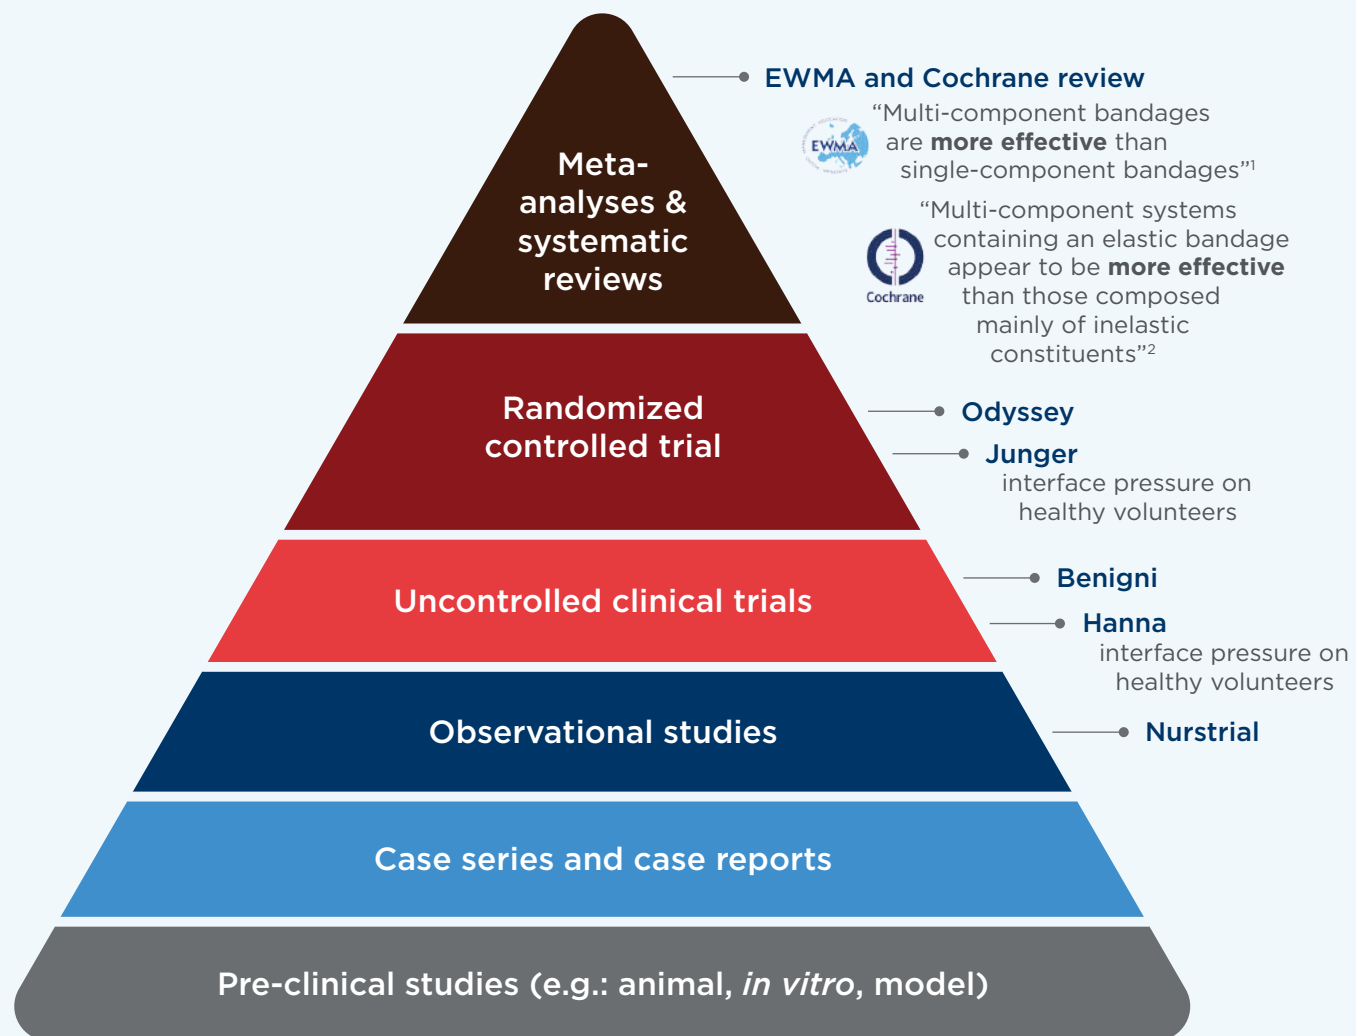 EWMA and Cochrane review
EWMA
“Multi-component bandages
are more effective than
single-component bandages”1
Meta-
analyses &
systematic
reviews
“Multi-component systems
containing an elastic bandage
appear to be more effective
than those composed
mainly of inelastic
constituents”2
Cochrane
Randomized
controlled trial
Odyssey
Junger
interface pressure on
healthy volunteers
Uncontrolled clinical trials
Benigni
Hanna
interface pressure on
healthy volunteers
Observational studies
Nurstrial
Case series and case reports
Pre-clinical studies (e.g.: animal, in vitro, model)